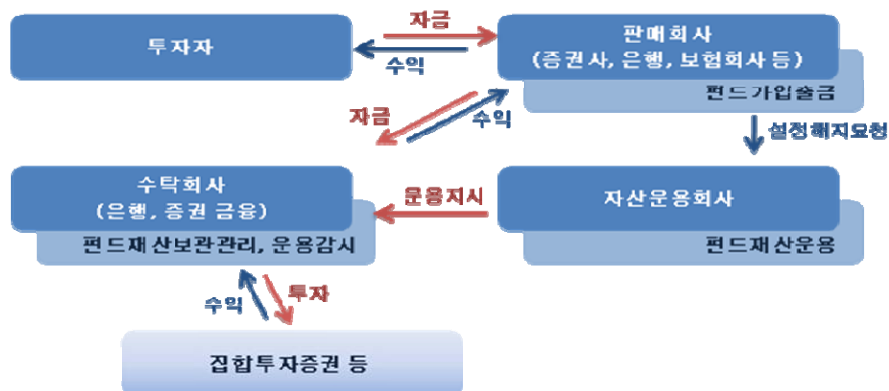 투자자
자금
수익
판매회사
(증권사, 은행, 보험회사 등)
펀드가입출금
자금
수익
설정해지요청
수탁회사
(은행, 증권 금융)
펀드재산보관관리, 운용감시
운용지시
자산운용회사
펀드재산운용
수익
투자
집합투자증권 등